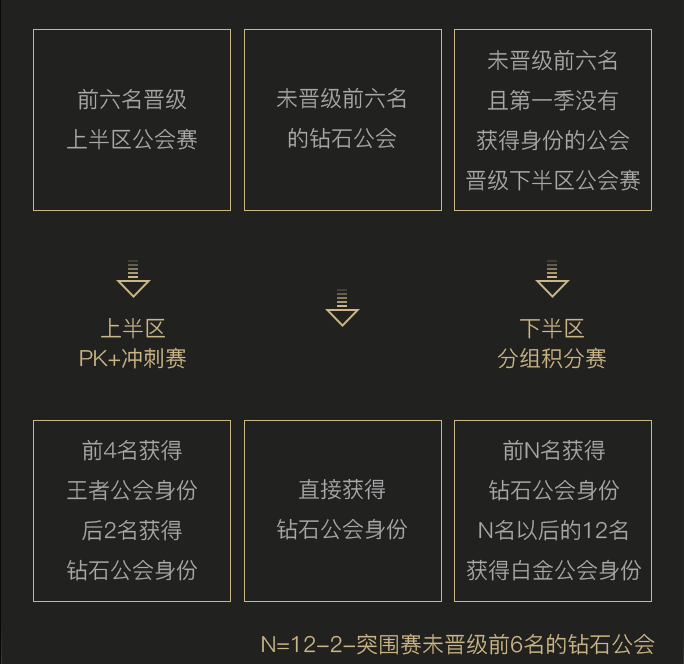 前六名晋级
上半区公会赛
未晋级前六名
的钻石公会
未晋级前六名
且第一季没有
获得身份的公会
晋级下半区公会赛
上半区
PK+冲刺赛
下半区
分组积分赛
前4名获得
王者公会身份
后2名获得
钻石公会身份
直接获得
钻石公会身份
前N名获得
钻石公会身份
N名以后的12名
获得白金公会身份
N=12-2-突围赛未晋级前6名的钻石公会